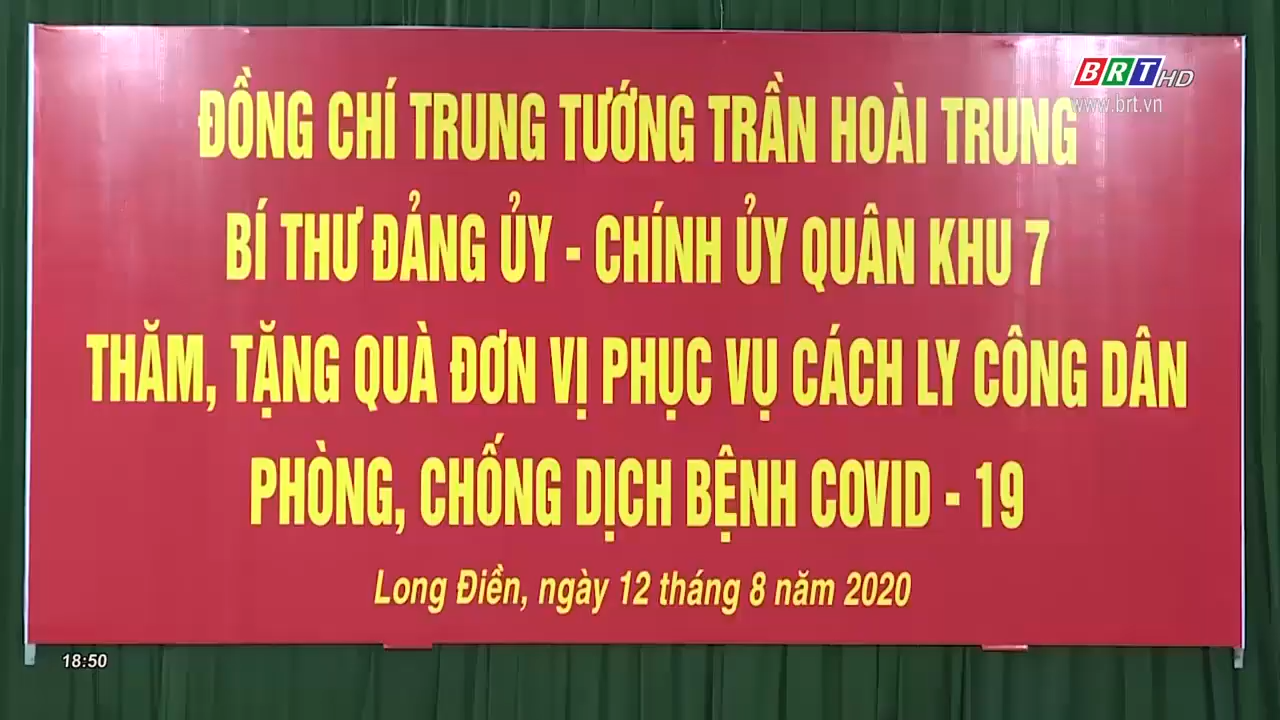 BRT HD
www.brt.vn
ĐỒNG CHÍ TRUNG TƯỚNG TRẦN HOÀI TRUNG
BÍ THƯ ĐẢNG ỦY - CHÍNH ỦY QUÂN KHU 7
THĂM, TẶNG QUÀ ĐƠN VỊ PHỤC VỤ CÁCH LY CÔNG DÂN
PHÒNG, CHỐNG DỊCH BỆNH COVID - 19
Long Điền, ngày 12 tháng 8 năm 2020
18:50